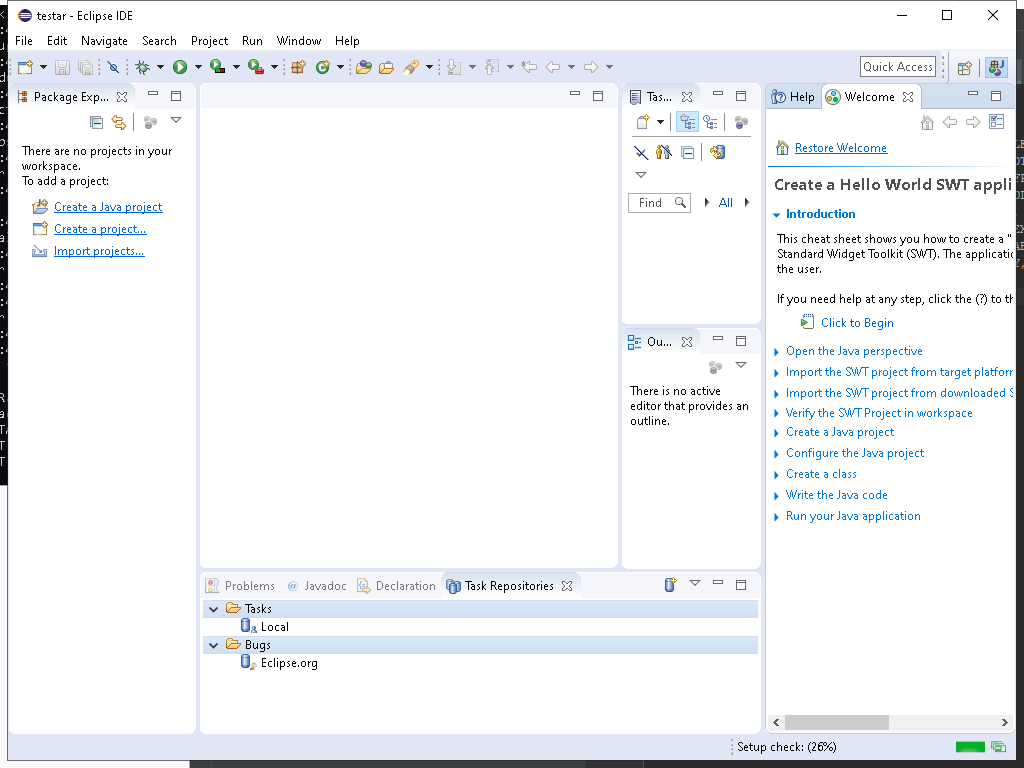 testar - Eclipse IDE
File Edit Navigate Search Project Run Window Help
Quick Access
Package Exp...
There are no projects in your
workspace.
To add a project:
Create a Java project
Create a project...
Import projects...
Tas...
Find
All
Ou...
There is no active
editor that provides an
outline.
Help
Welcome
Restore Welcome
Create a Hello World SWT appli
Introduction
This cheat sheet shows you how to create a "
Standard Widget Toolkit (SWT). The applicatio
the user.
If you need help at any step, click the (?) to th
Click to Begin
Open the Java perspective
Import the SWT project from target platform
Import the SWT project from downloaded S
Verify the SWT Project in workspace
Create a Java project
Configure the Java project
Create a class
Write the Java code
Run your Java application
Problems
@ Javadoc
Declaration
Task Repositories
Tasks
Local
Bugs
Eclipse.org
Setup check: (26%)